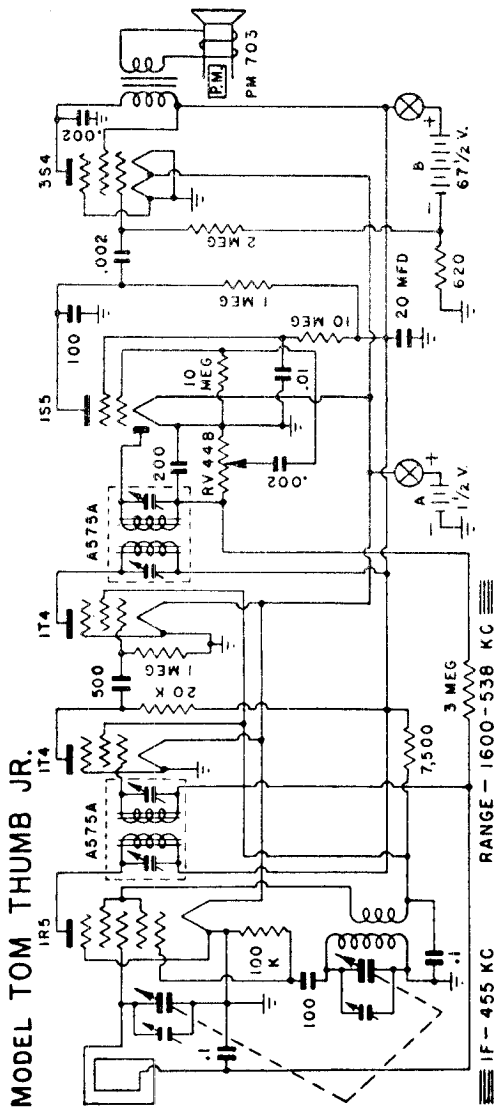 MODEL TOM THUMB JR.
1R5
A575A
1T4
1T4
A575A
1S5
3S4
100
.002
.002
P.M.
PM 703
500
20 K
1 MEG
200
10 MEG
RV 448
.002
.01
1 MEG
10 MEG
2 MEG
20 MFD
620
B
67 ½ V.
+
–
A
1 ½ V.
+
–
100 K
100
.1
.1
7,500
3 MEG
IF – 455 KC
RANGE – 1600–538 KC